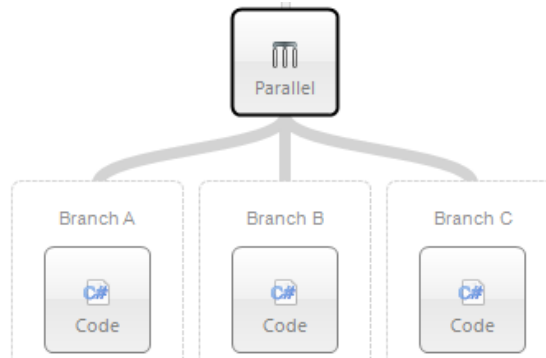 Parallel
Branch A
Branch B
Branch C
C#
C#
C#
Code
Code
Code